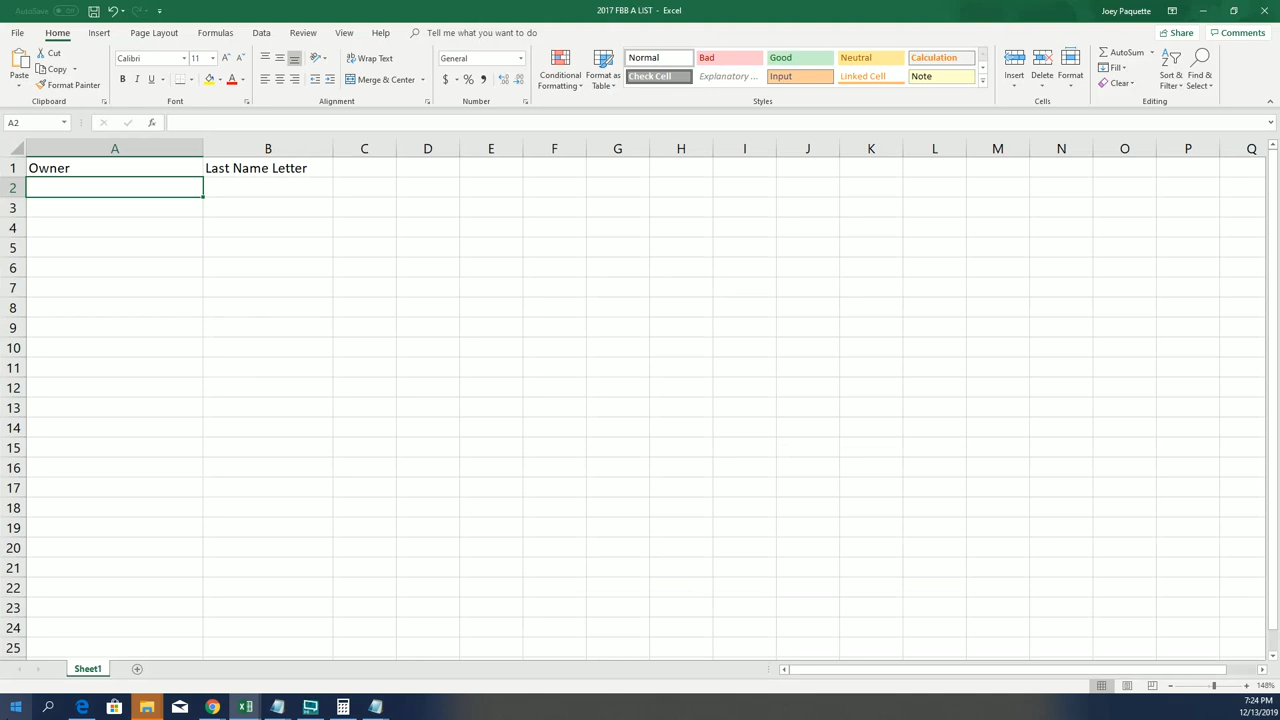 AutoSave Off 2017 FBB A LIST - Excel Joey Paquette
File Home Insert Page Layout Formulas Data Review View Help Tell me what you want to do Share Comments
Paste Cut Copy Format Painter Clipboard
Calibri 11 B I U A Font
Wrap Text Merge & Center Alignment
General $ % Number
Conditional Formatting Format as Table
Normal Bad Good Neutral Calculation
Check Cell Explanatory ... Input Linked Cell Note
Styles
Insert Delete Format Cells
AutoSum Fill Clear Sort & Filter Find & Select Editing
A2 fx
A B C D E F G H I J K L M N O P Q
1 Owner Last Name Letter
2
3
4
5
6
7
8
9
10
11
12
13
14
15
16
17
18
19
20
21
22
23
24
25
Sheet1
148%
7:24 PM
12/13/2019